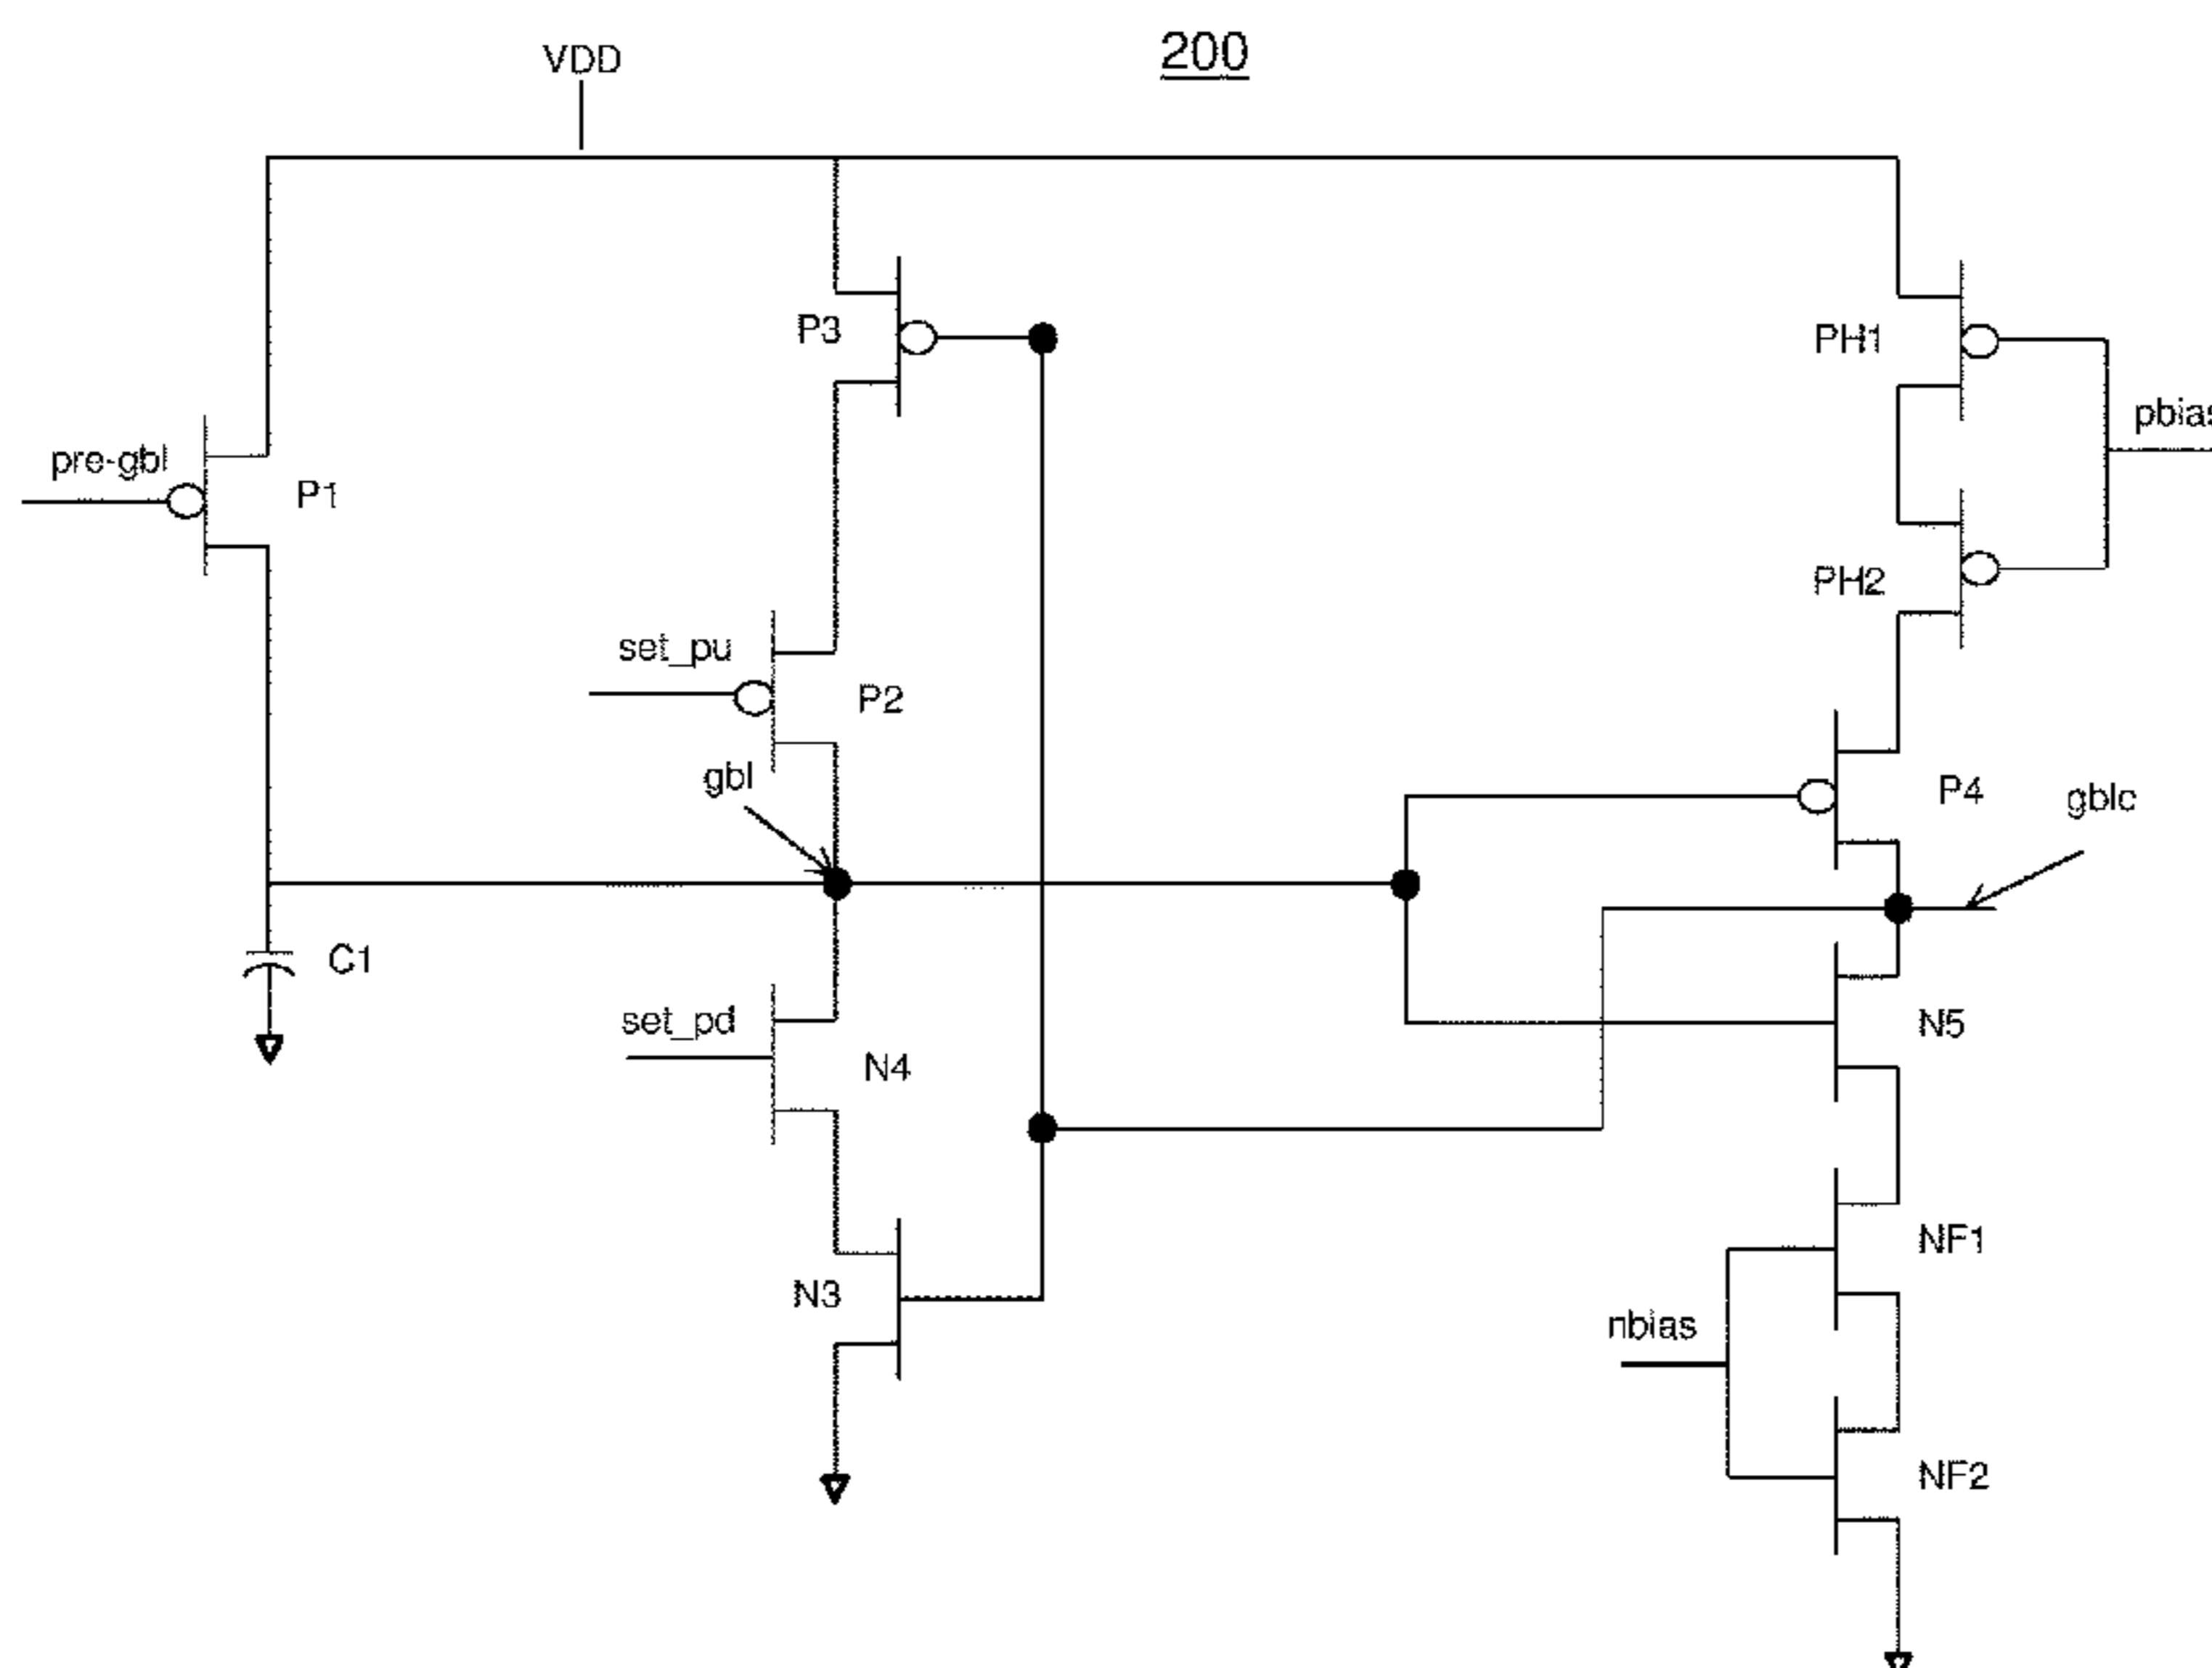 200
VDD
P3
PH1
pre-gbl
P1
PH2
set_pu
P2
gbl
P4
gblc
C1
set_pd
N4
N5
N3
NF1
nbias
NF2